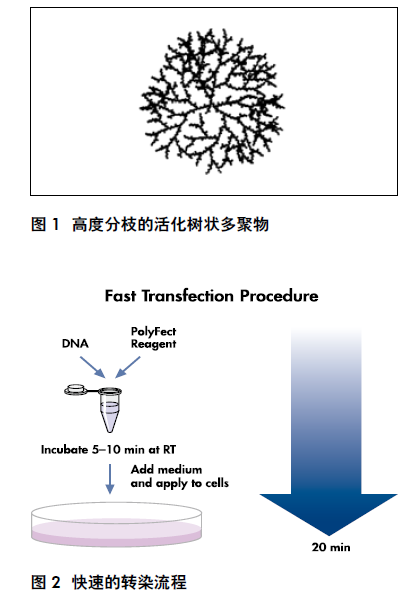 图 1 高度分枝的活化树状多聚物
Fast Transfection Procedure
DNA
PolyFect
Reagent
Incubate 5–10 min at RT
Add medium
and apply to cells
20 min
图 2 快速的转染流程